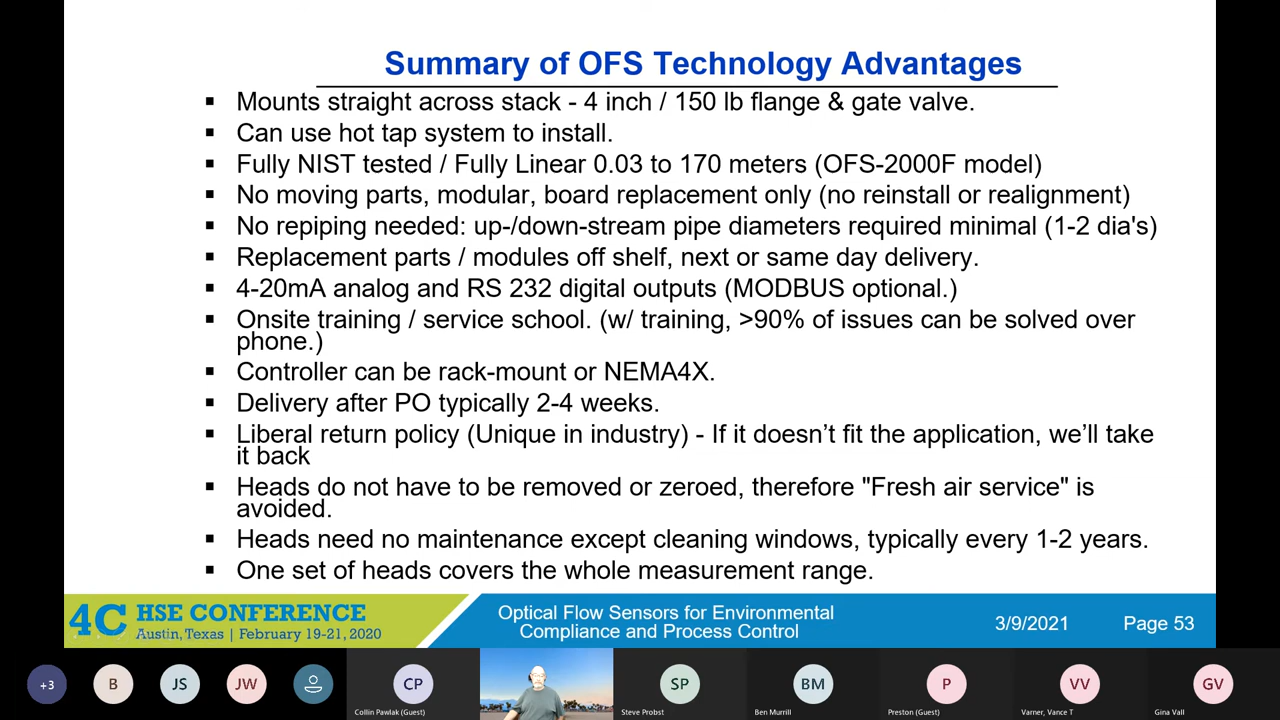 Summary of OFS Technology Advantages
▪ Mounts straight across stack - 4 inch / 150 lb flange & gate valve.
▪ Can use hot tap system to install.
▪ Fully NIST tested / Fully Linear 0.03 to 170 meters (OFS-2000F model)
▪ No moving parts, modular, board replacement only (no reinstall or realignment)
▪ No repiping needed: up-/down-stream pipe diameters required minimal (1-2 dia's)
▪ Replacement parts / modules off shelf, next or same day delivery.
▪ 4-20mA analog and RS 232 digital outputs (MODBUS optional.)
▪ Onsite training / service school. (w/ training, >90% of issues can be solved over
phone.)
▪ Controller can be rack-mount or NEMA4X.
▪ Delivery after PO typically 2-4 weeks.
▪ Liberal return policy (Unique in industry) - If it doesn’t fit the application, we’ll take
it back
▪ Heads do not have to be removed or zeroed, therefore "Fresh air service" is
avoided.
▪ Heads need no maintenance except cleaning windows, typically every 1-2 years.
▪ One set of heads covers the whole measurement range.
4C HSE CONFERENCE
Austin, Texas | February 19-21, 2020
Optical Flow Sensors for Environmental
Compliance and Process Control
3/9/2021
Page 53
+3
B
JS
JW
CP
Collin Pawlak (Guest)
SP
Steve Probst
BM
Ben Murrill
P
Preston (Guest)
VV
Varner, Vance T
GV
Gina Vall